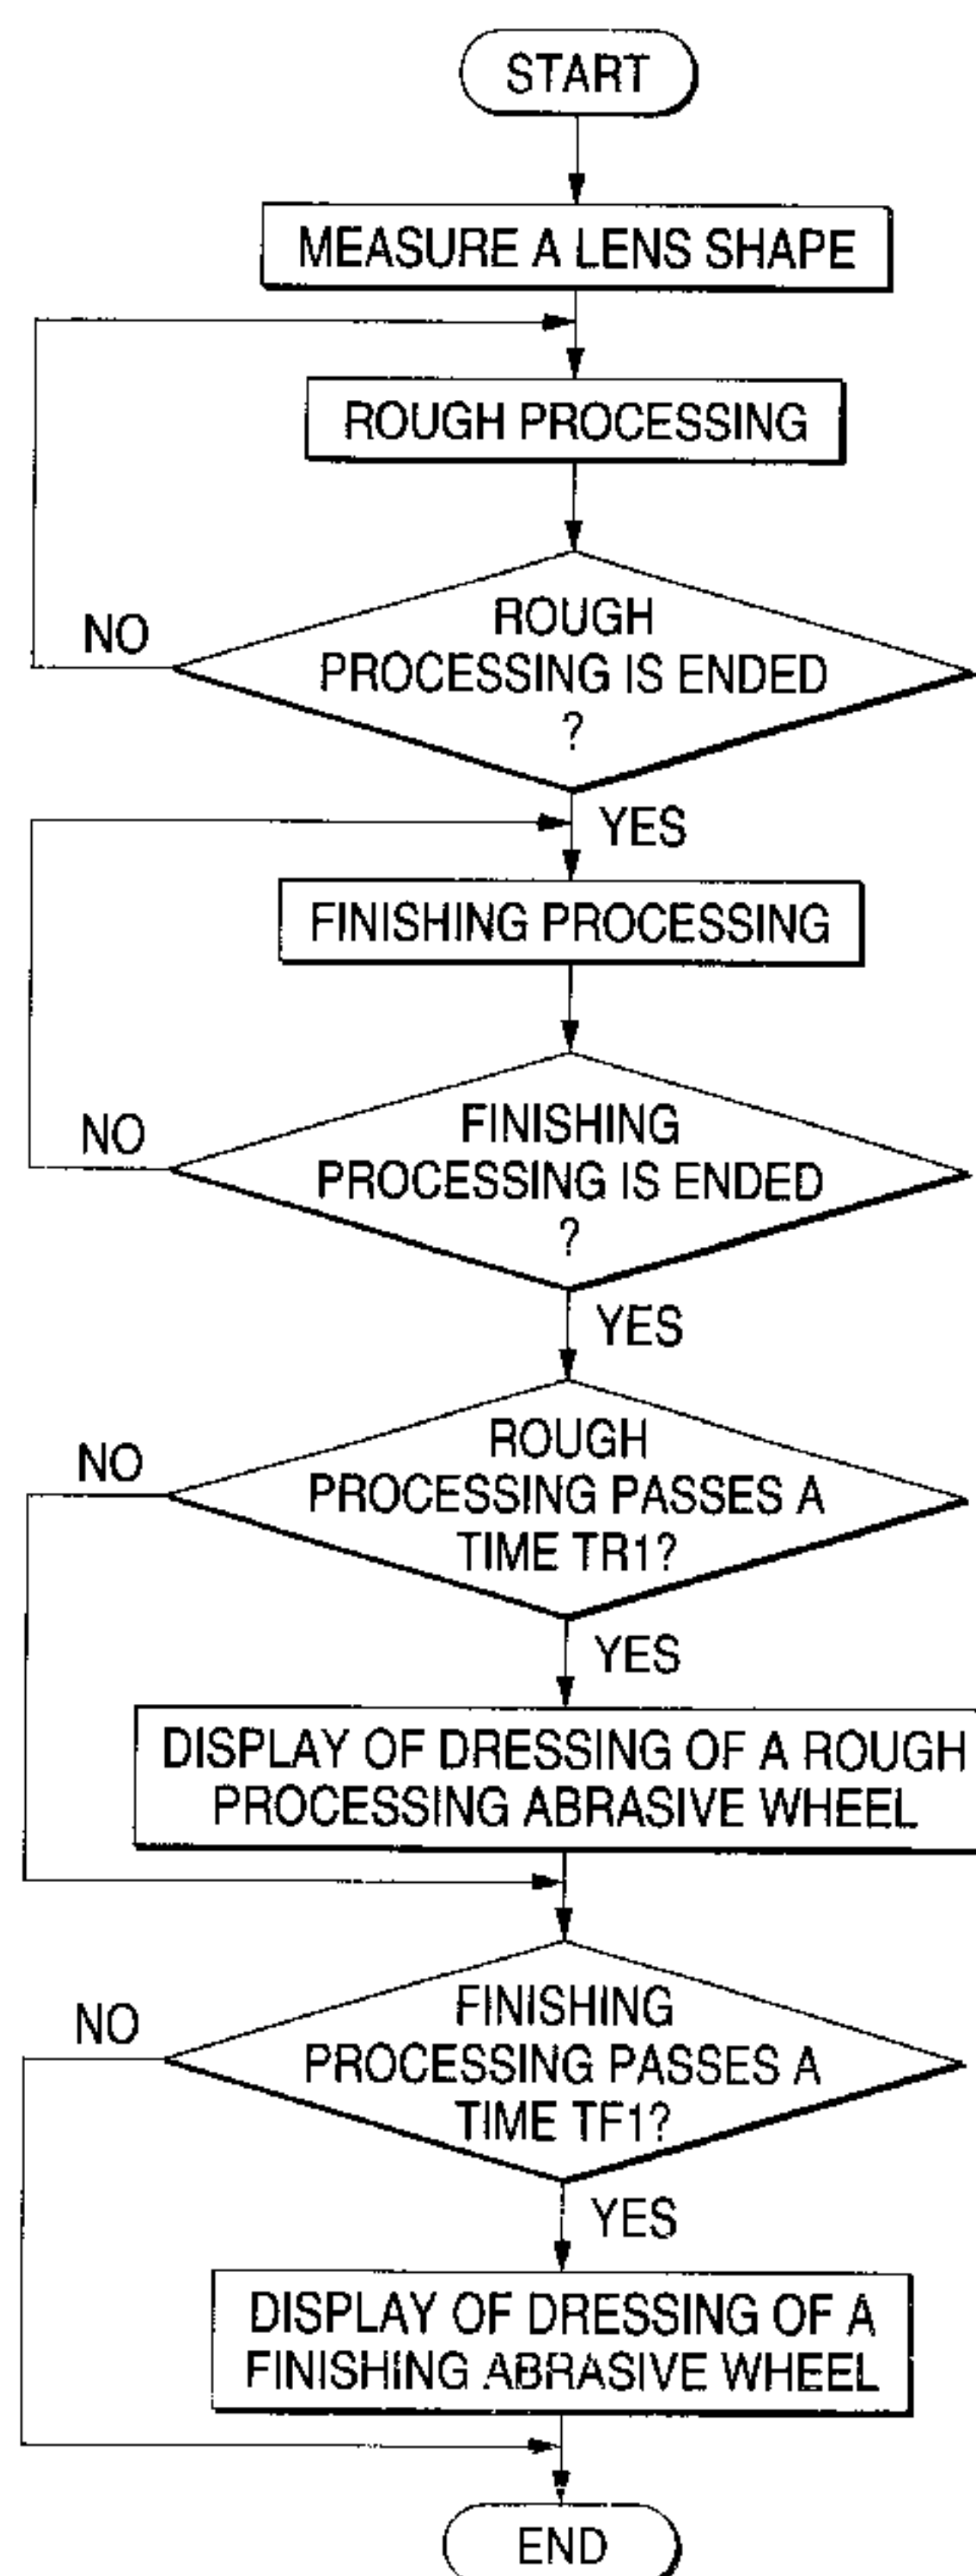 START
MEASURE A LENS SHAPE
ROUGH PROCESSING
ROUGH
NO
PROCESSING IS ENDED
?
YES
FINISHING PROCESSING
FINISHING
NO
PROCESSING IS ENDED
?
YES
ROUGH
NO
PROCESSING PASSES A
TIME TR1?
YES
DISPLAY OF DRESSING OF A ROUGH
PROCESSING ABRASIVE WHEEL
FINISHING
NO
PROCESSING PASSES A
TIME TF1?
YES
DISPLAY OF DRESSING OF A
FINISHING ABRASIVE WHEEL
END